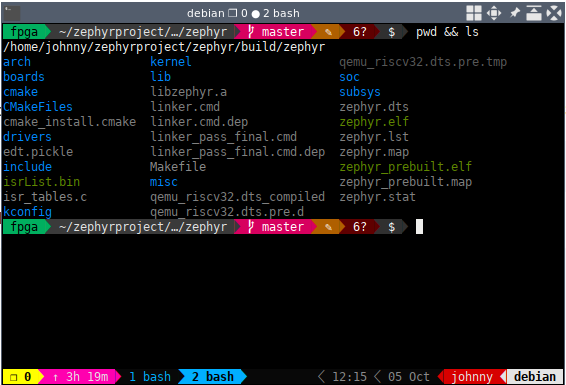 debian ❐ 0 ● 2 bash
fpga ~/zephyrproject/…/zephyr master ✎ 6? $ pwd && ls
/home/johnny/zephyrproject/zephyr/build/zephyr
arch kernel qemu_riscv32.dts.pre.tmp
boards lib soc
cmake libzephyr.a subsys
CMakeFiles linker.cmd zephyr.dts
cmake_install.cmake linker.cmd.dep zephyr.elf
drivers linker_pass_final.cmd zephyr.lst
edt.pickle linker_pass_final.cmd.dep zephyr.map
include Makefile zephyr_prebuilt.elf
isrList.bin misc zephyr_prebuilt.map
isr_tables.c qemu_riscv32.dts_compiled zephyr.stat
kconfig qemu_riscv32.dts.pre.d
fpga ~/zephyrproject/…/zephyr master ✎ 6? $
❐ 0 ↑ 3h 19m 1 bash 2 bash 12:15 05 Oct johnny debian